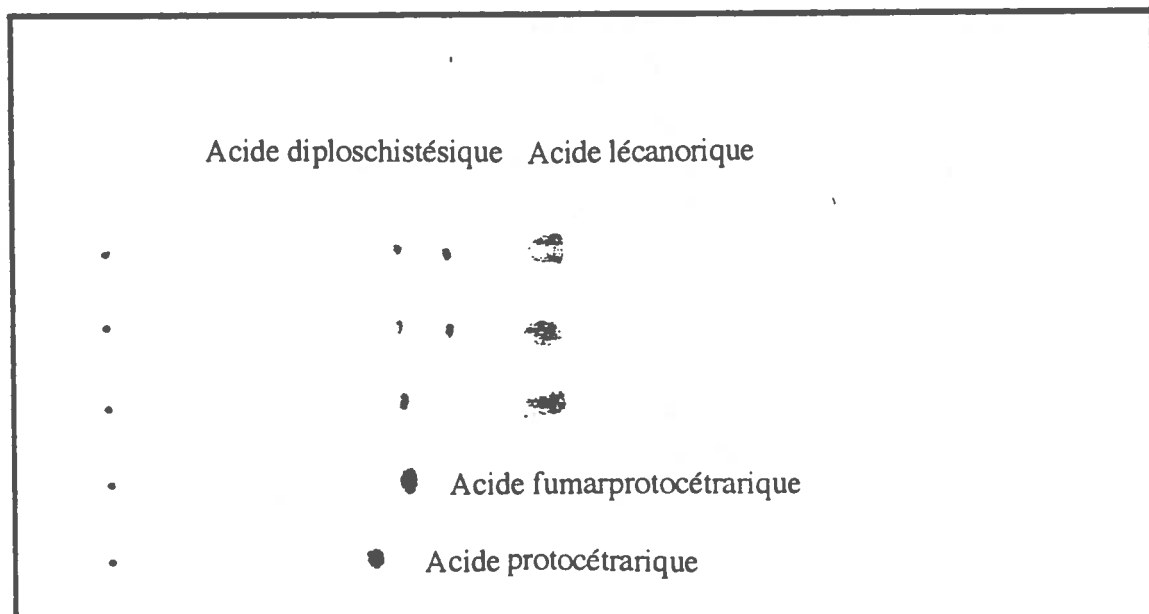 Acide diploschistésique Acide lécanorique
Acide fumarprotocétrarique
Acide protocétrarique